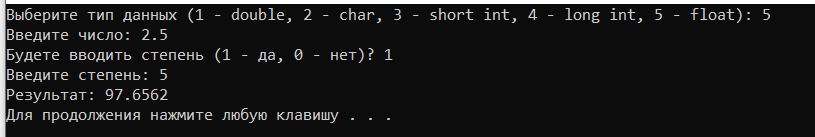 Выберите тип данных (1 - double, 2 - char, 3 - short int, 4 - long int, 5 - float): 5
Введите число: 2.5
Будете вводить степень (1 - да, 0 - нет)? 1
Введите степень: 5
Результат: 97.6562
Для продолжения нажмите любую клавишу . . .